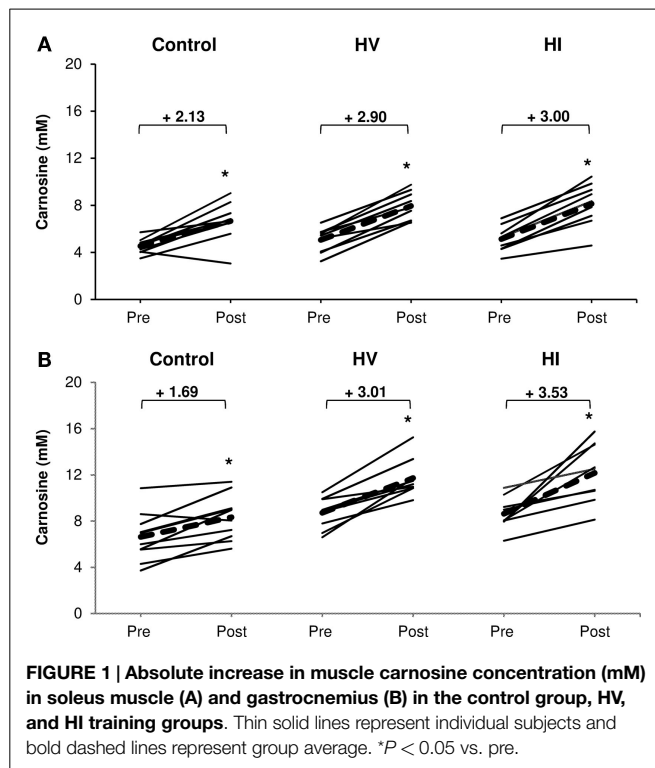 A
Control HV HI
20
16
12
8
4
0
Carnosine (mM)
+ 2.13 + 2.90 + 3.00
* * *
Pre Post Pre Post Pre Post
B
Control HV HI
20
16
12
8
4
0
Carnosine (mM)
+ 1.69 + 3.01 + 3.53
* * *
Pre Post Pre Post Pre Post
FIGURE 1 | Absolute increase in muscle carnosine concentration (mM)
in soleus muscle (A) and gastrocnemius (B) in the control group, HV,
and HI training groups. Thin solid lines represent individual subjects and
bold dashed lines represent group average. *P < 0.05 vs. pre.